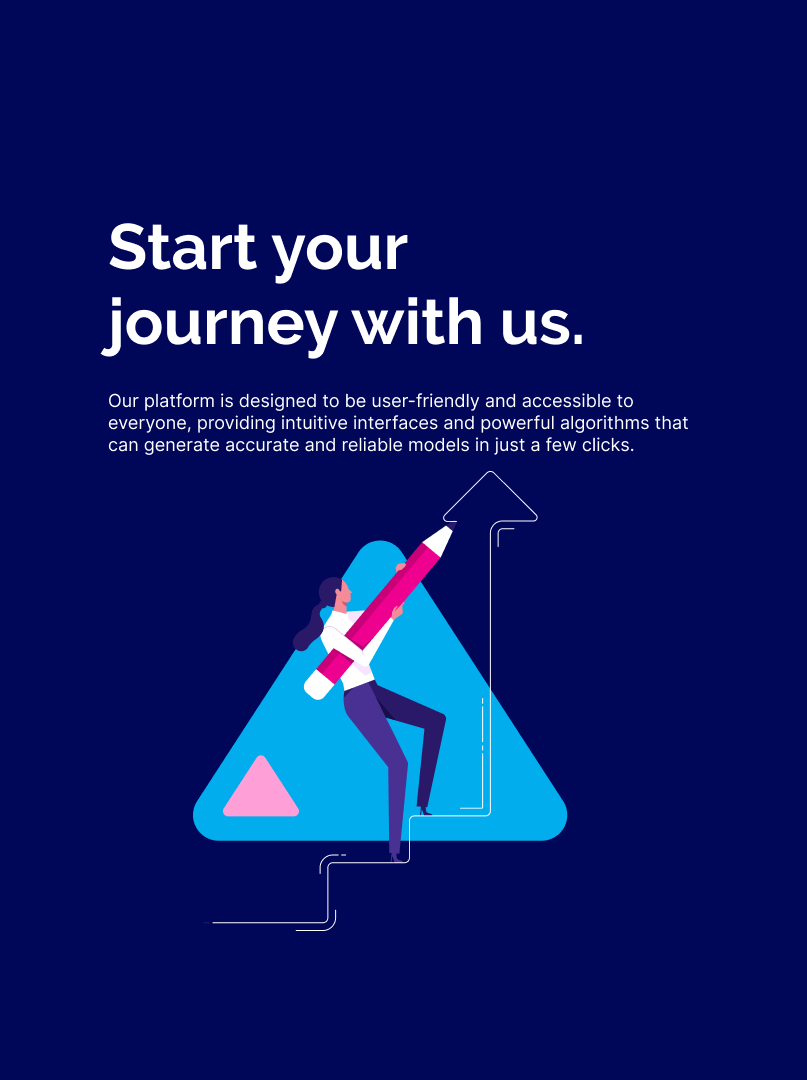 Start your
journey with us.
Our platform is designed to be user-friendly and accessible to
everyone, providing intuitive interfaces and powerful algorithms that
can generate accurate and reliable models in just a few clicks.